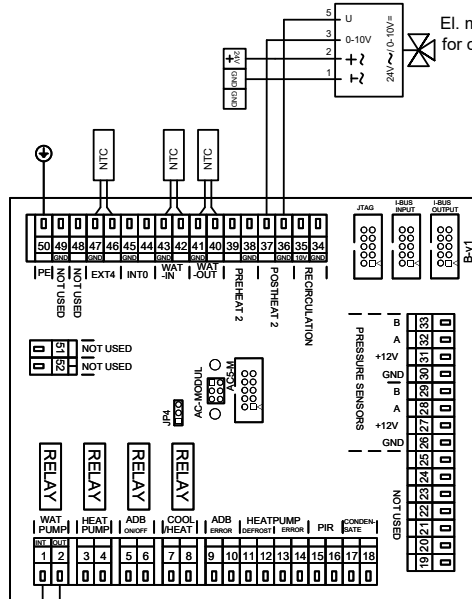 5 U
3 0-10V
2 +~
1 ⊥~
24V ~ / 0-10V=
El. m
for c
+ 24V
GND
GND
NTC NTC NTC
JTAG
I-BUS INPUT
I-BUS OUTPUT
B-V1
50 49 48 47 46 45 44 43 42 41 40 39 38 37 36 35 34
GND GND GND GND GND GND GND 10V GND
PE
NOT USED
NOT USED
EXT4
INT0
WAT -IN
WAT -OUT
PREHEAT 2
POSTHEAT 2
RECIRCULATION
51 NOT USED
52 NOT USED
JP4
AC-MODUL
AC5-M
PRESSURE SENSORS
B 33
A 32
+12V 31
GND 30
B 29
A 28
+12V 27
GND 26
NOT USED
25
24
23
22
21
20
19
RELAY RELAY RELAY RELAY
WAT PUMP
HEAT PUMP
ADB ON/OFF
COOL /HEAT
ADB ERROR
HEATPUMP
DEFROST ERROR
PIR
CONDEN- SATE
INT OUT
1 2 3 4 5 6 7 8 9 10 11 12 13 14 15 16 17 18